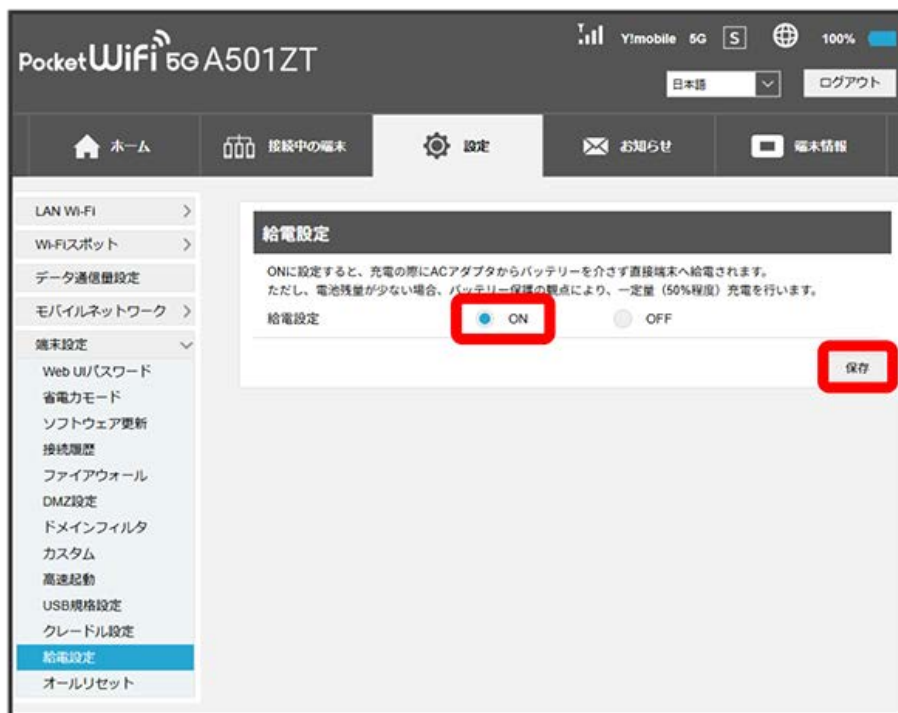 PocketWiFi 5G A501ZT
Y!mobile 5G S 100%
日本語
ログアウト
ホーム
接続中の端末
設定
お知らせ
端末情報
LAN Wi-Fi
Wi-Fiスポット
データ通信量設定
モバイルネットワーク
端末設定
Web UIパスワード
省電力モード
ソフトウェア更新
接続履歴
ファイアウォール
DMZ設定
ドメインフィルタ
カスタム
高速起動
USB規格設定
クレードル設定
給電設定
オールリセット
給電設定
ONに設定すると、充電の際にACアダプタからバッテリーを介さず直接端末へ給電されます。
ただし、電池残量が少ない場合、バッテリー保護の観点により、一定量（50%程度）充電を行います。
給電設定 ON OFF
保存